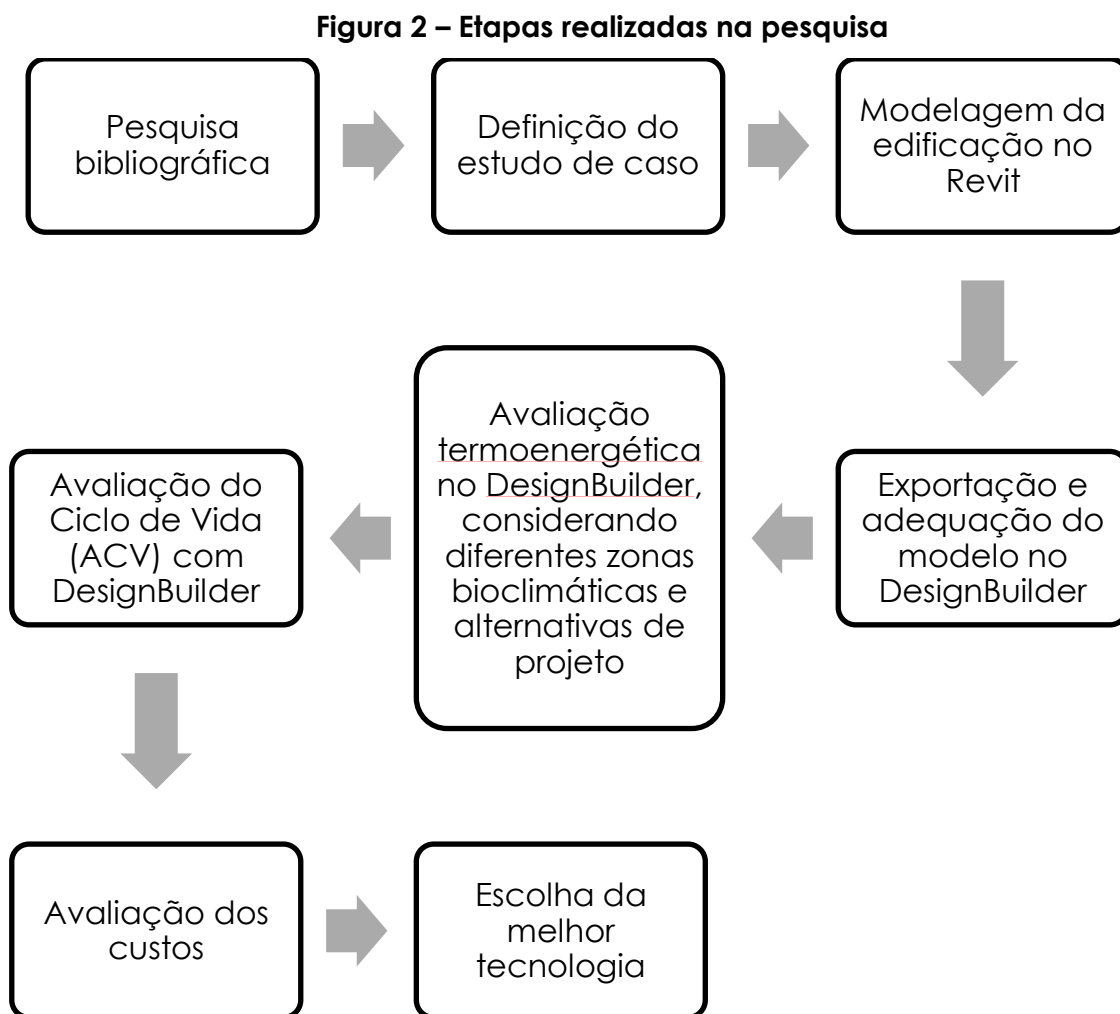 Figura 2 – Etapas realizadas na pesquisa
Pesquisa
bibliográfica
Definição do
estudo de caso
Modelagem da
edificação no
Revit
Exportação e
adequação do
modelo no
DesignBuilder
Avaliação
termoenergética
no DesignBuilder,
considerando
diferentes zonas
bioclimáticas e
alternativas de
projeto
Avaliação do
Ciclo de Vida
(ACV) com
DesignBuilder
Avaliação dos
custos
Escolha da
melhor
tecnologia